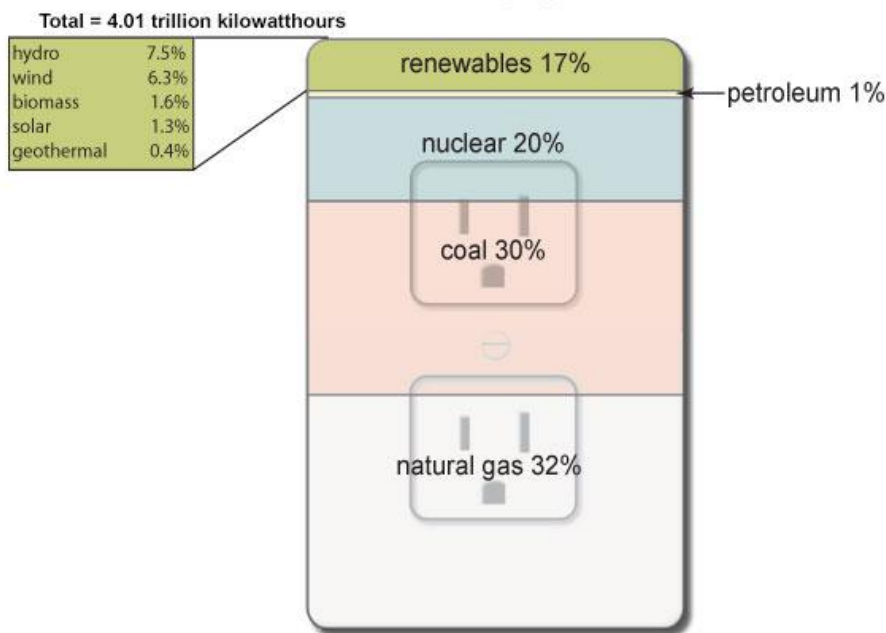 Total = 4.01 trillion kilowatthours
hydro 7.5%
wind 6.3%
biomass 1.6%
solar 1.3%
geothermal 0.4%
renewables 17%
petroleum 1%
nuclear 20%
coal 30%
natural gas 32%